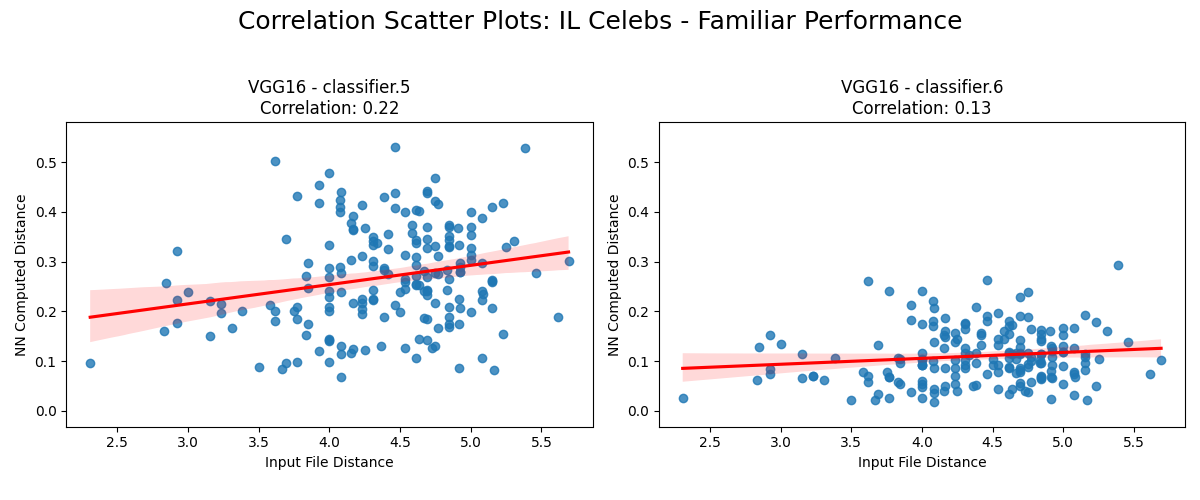 Correlation Scatter Plots: IL Celebs - Familiar Performance
VGG16 - classifier.5
Correlation: 0.22
NN Computed Distance
0.5
0.4
0.3
0.2
0.1
0.0
2.5 3.0 3.5 4.0 4.5 5.0 5.5
Input File Distance
VGG16 - classifier.6
Correlation: 0.13
NN Computed Distance
0.5
0.4
0.3
0.2
0.1
0.0
2.5 3.0 3.5 4.0 4.5 5.0 5.5
Input File Distance